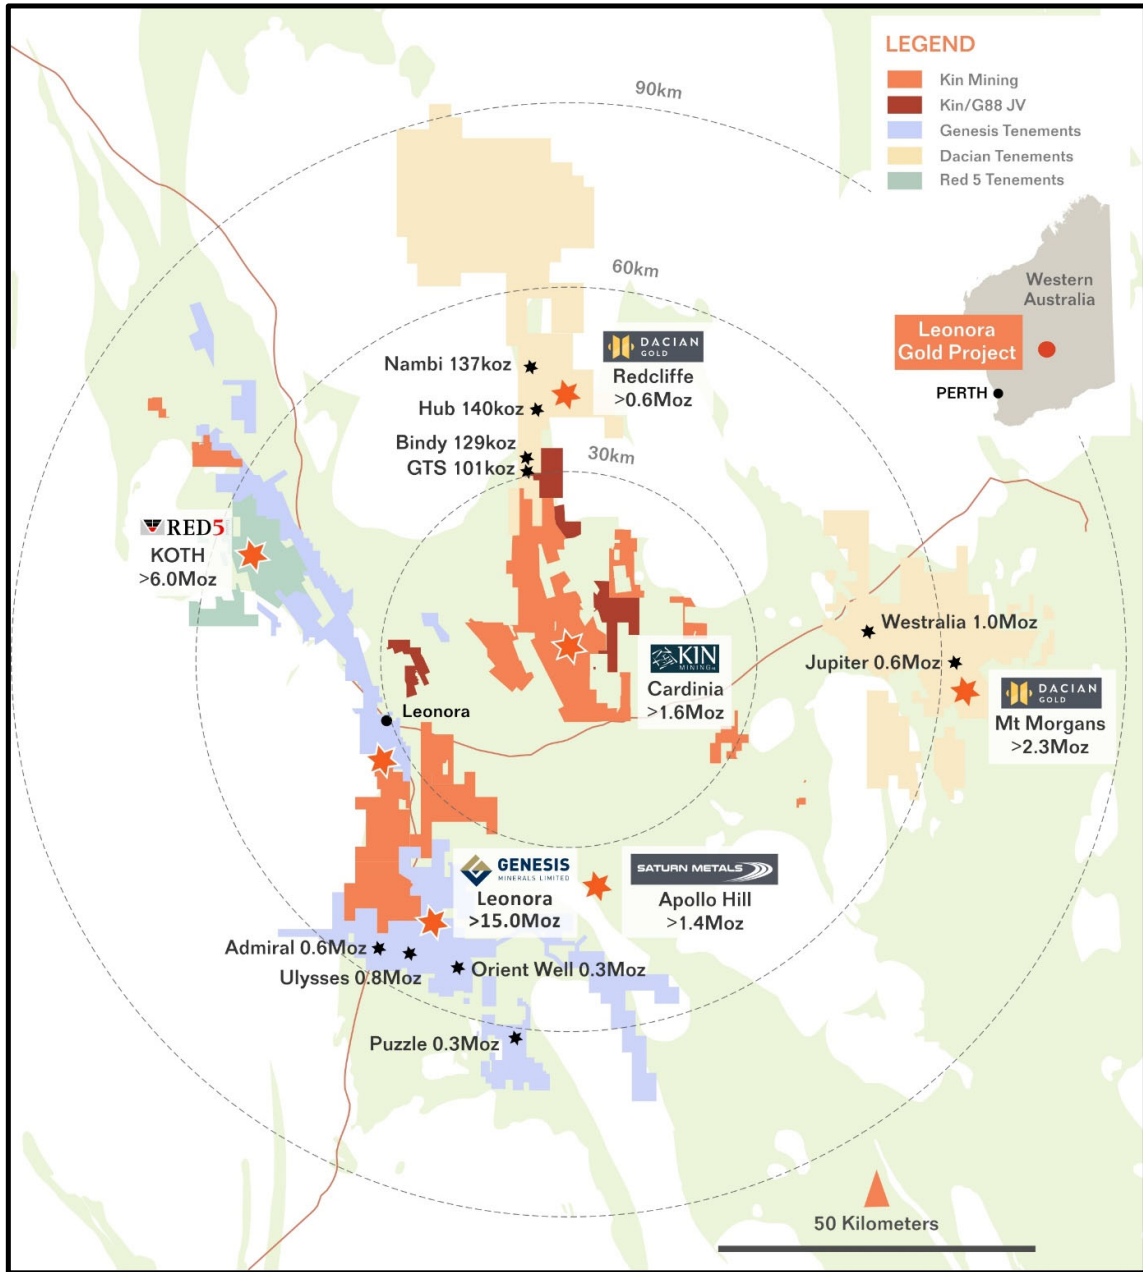 LEGEND
Kin Mining
Kin/G88 JV
Genesis Tenements
Dacian Tenements
Red 5 Tenements
90km
60km
30km
Western
Australia
Leonora
Gold Project
PERTH
DACIAN
GOLD
Redcliffe
>0.6Moz
Nambi 137koz
Hub 140koz
Bindy 129koz
GTS 101koz
RED5
KOTH
>6.0Moz
KIN
MINING
Cardinia
>1.6Moz
Westralia 1.0Moz
Jupiter 0.6Moz
DACIAN
GOLD
Mt Morgans
>2.3Moz
Leonora
GENESIS
MINERALS LIMITED
Leonora
>15.0Moz
SATURN METALS
Apollo Hill
>1.4Moz
Admiral 0.6Moz
Ulysses 0.8Moz
Orient Well 0.3Moz
Puzzle 0.3Moz
50 Kilometers